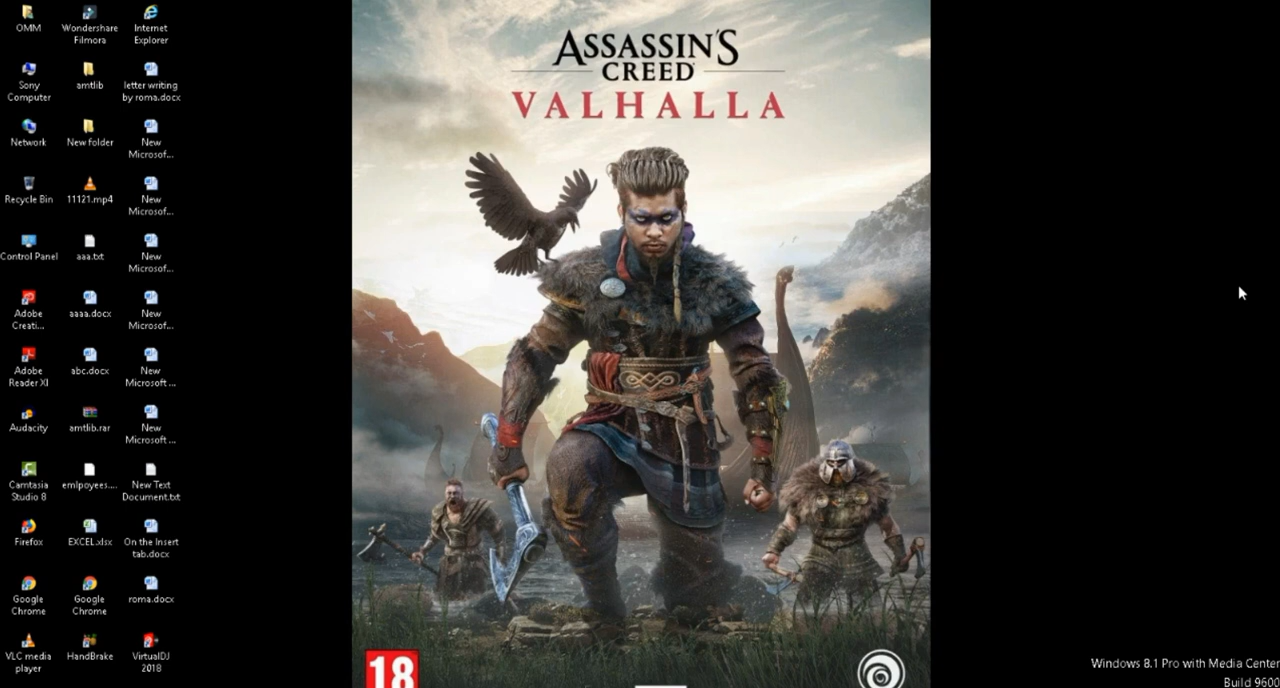 OMM
Wondershare
Filmora
Internet
Explorer
Sony
Computer
amtlib
letter writing
by roma.docx
Network
New folder
New
Microsof...
Recycle Bin
11121.mp4
New
Microsof...
Control Panel
aaa.txt
New
Microsof...
Adobe
Creati...
aaaa.docx
New
Microsof...
Adobe
Reader XI
abc.docx
New
Microsoft ...
Audacity
amtlib.rar
New
Microsoft ...
Camtasia
Studio 8
emlpoyees....
New Text
Document.txt
Firefox
EXCEL.xlsx
On the Insert
tab.docx
Google
Chrome
Google
Chrome
roma.docx
VLC media
player
HandBrake
VirtualDJ
2018
ASSASSIN'S
CREED
VALHALLA
18
Windows 8.1 Pro with Media Center
Build 9600